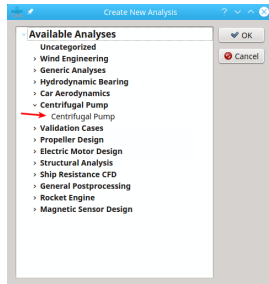 Create New Analysis
Available Analyses
Uncategorized
Wind Engineering
Generic Analyses
Hydrodynamic Bearing
Car Aerodynamics
Centrifugal Pump
Centrifugal Pump
Validation Cases
Propeller Design
Electric Motor Design
Structural Analysis
Ship Resistance CFD
General Postprocessing
Rocket Engine
Magnetic Sensor Design
OK
Cancel